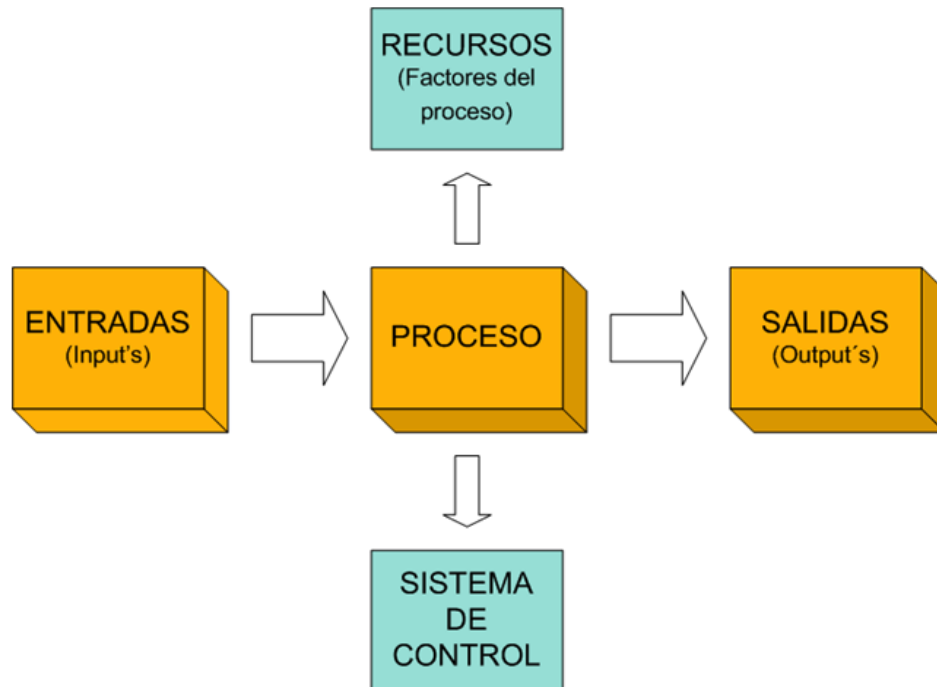 RECURSOS
(Factores del
proceso)
ENTRADAS
(Input's)
PROCESO
SALIDAS
(Output´s)
SISTEMA
DE
CONTROL